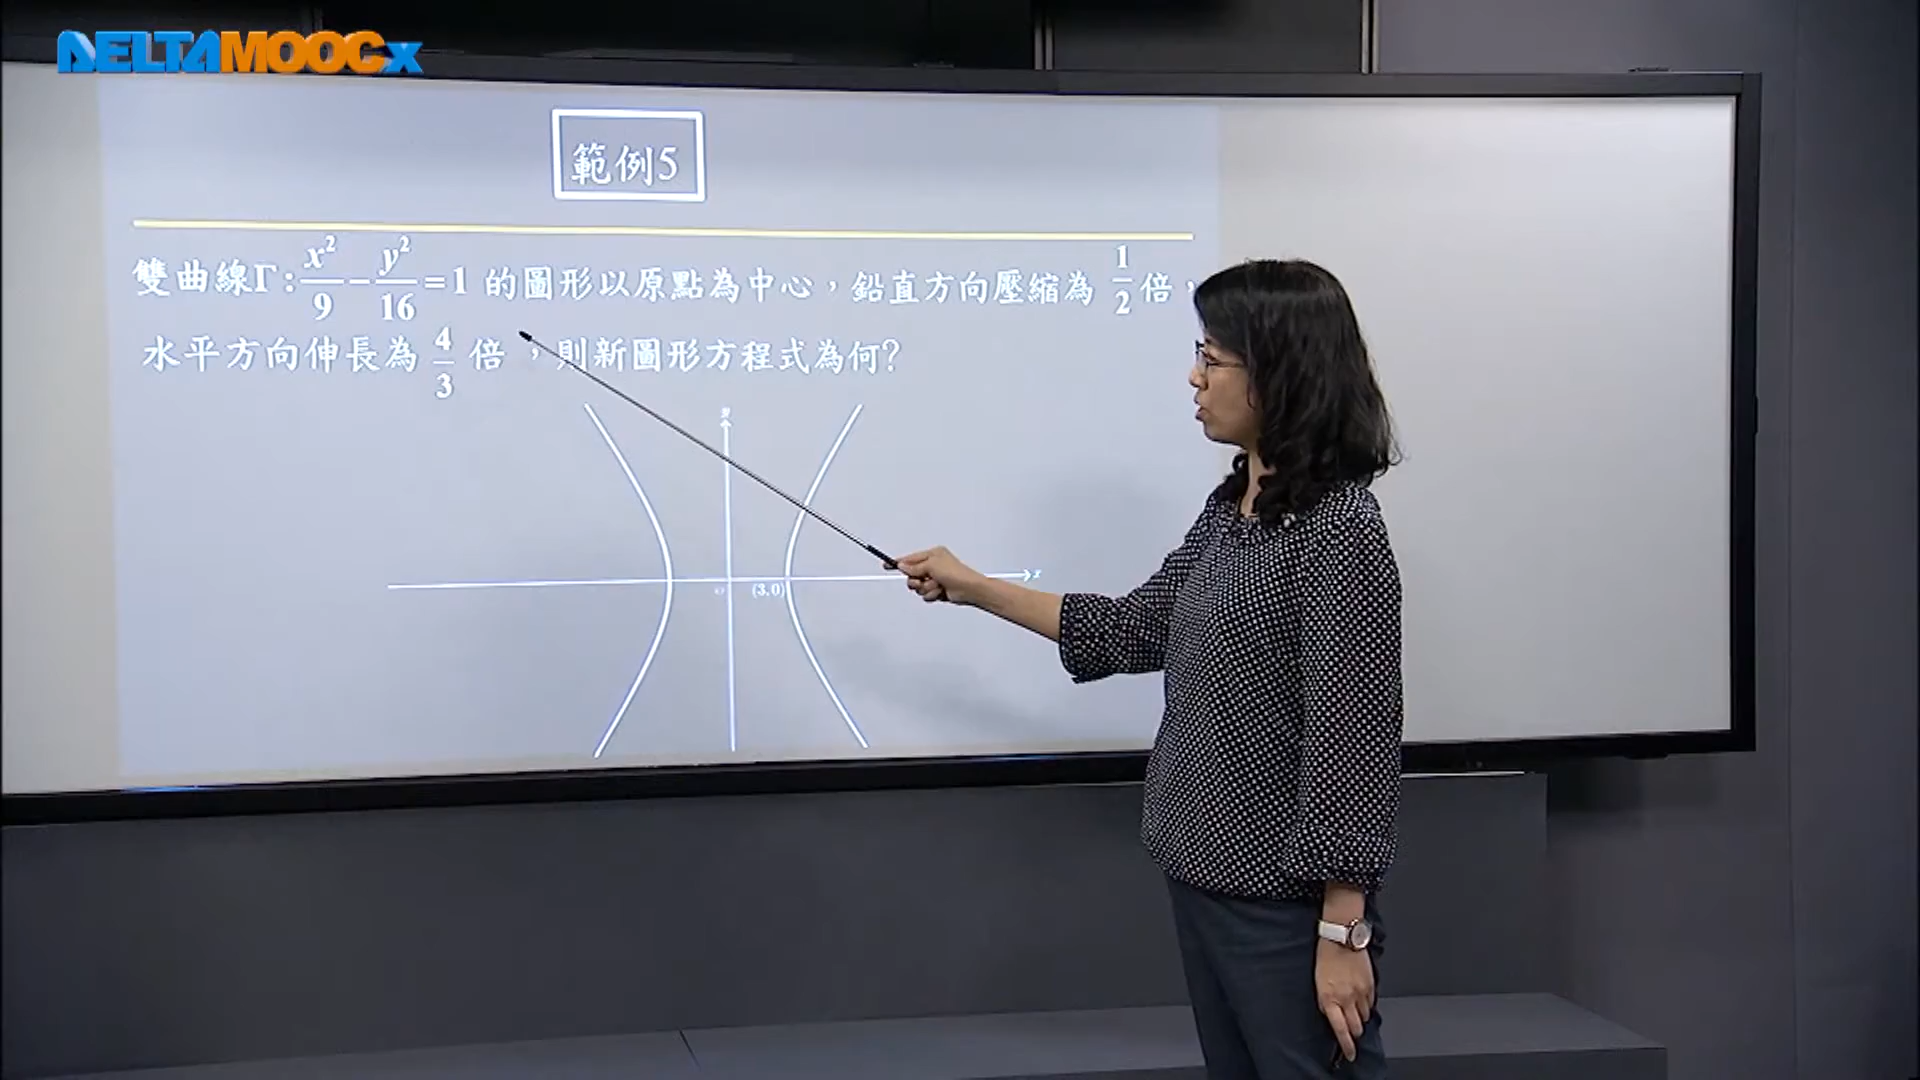 DELTAMOOCx
範例5
雙曲線Γ: x²/9 − y²/16 = 1 的圖形以原點為中心，鉛直方向壓縮為 1/2 倍，
水平方向伸長為 4/3 倍，則新圖形方程式為何?
y
x
o
(3,0)